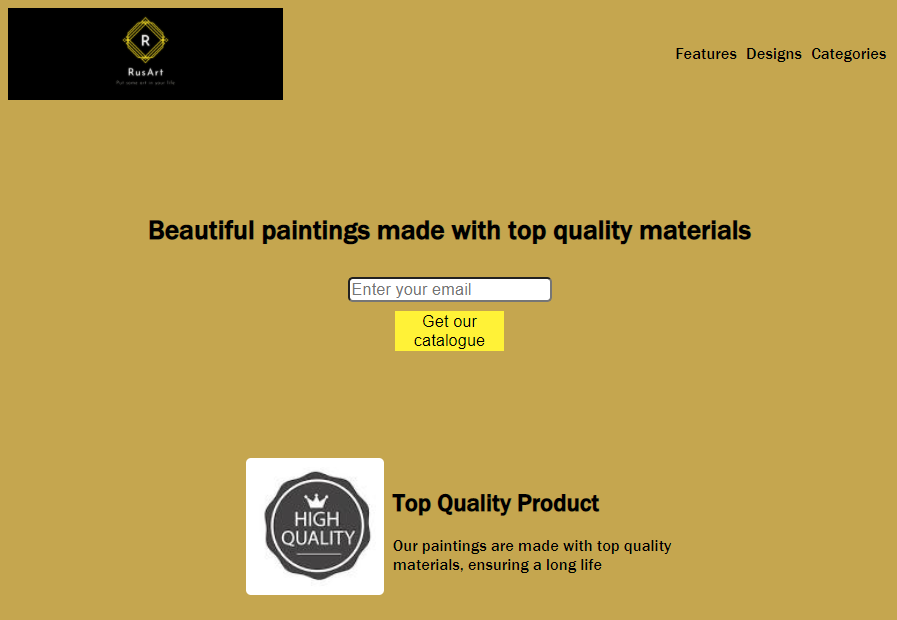 R
RusArt
Put some art in your life
Features Designs Categories
Beautiful paintings made with top quality materials
Enter your email
Get our
catalogue
HIGH
QUALITY
Top Quality Product
Our paintings are made with top quality
materials, ensuring a long life